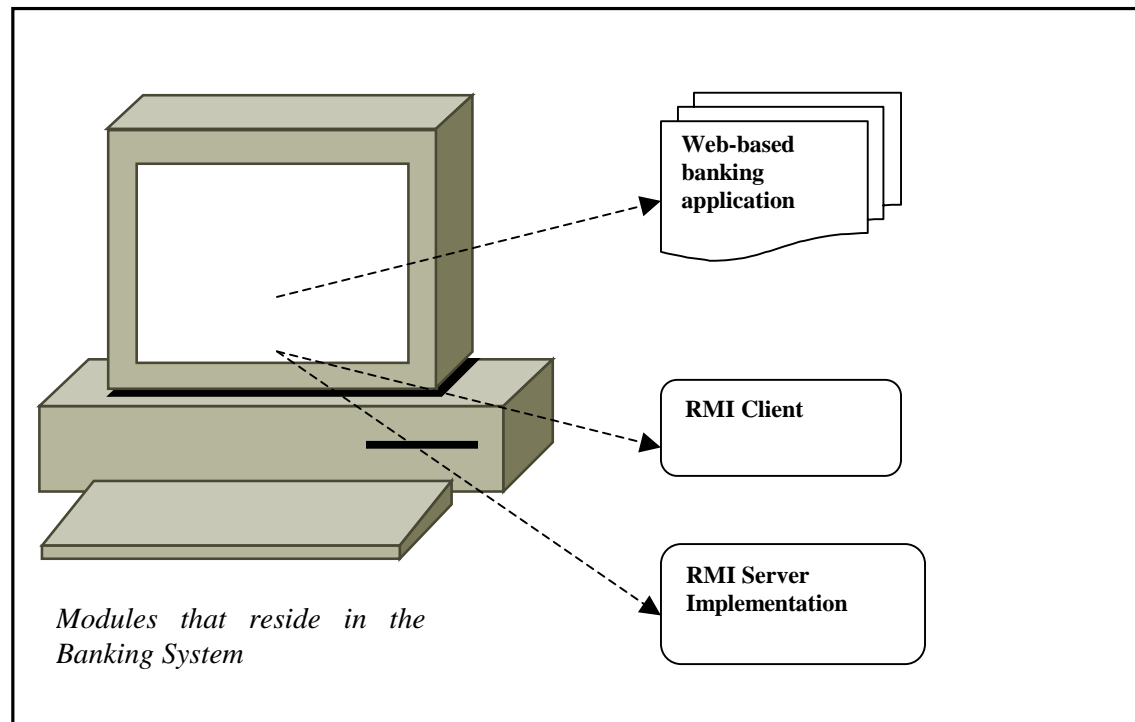 Web-based
banking
application
RMI Client
RMI Server
Implementation
Modules that reside in the
Banking System